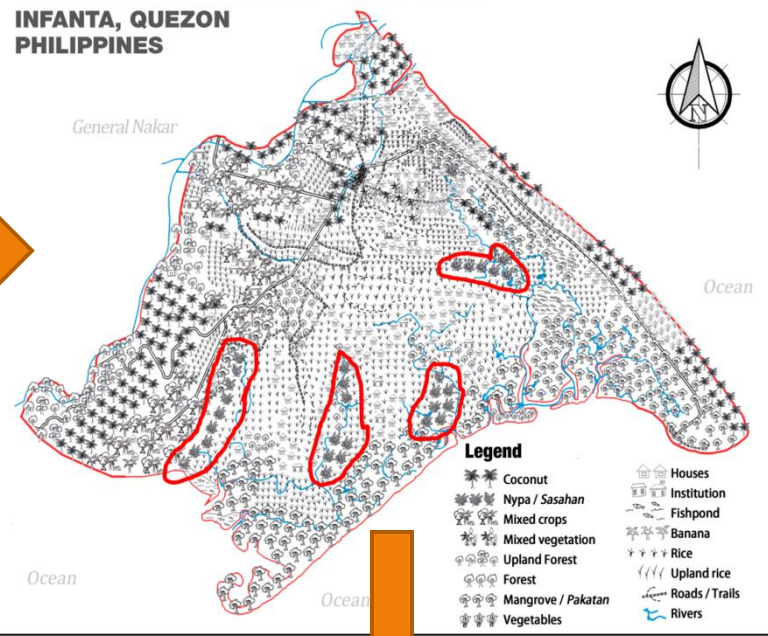 INFANTA, QUEZON
PHILIPPINES
N
General Nakar
Ocean
Ocean
Ocean
Legend
Coconut
Nypa / Sasahan
Mixed crops
Mixed vegetation
Upland Forest
Forest
Mangrove / Pakatan
Vegetables
Houses
Institution
Fishpond
Banana
Rice
Upland rice
Roads / Trails
Rivers